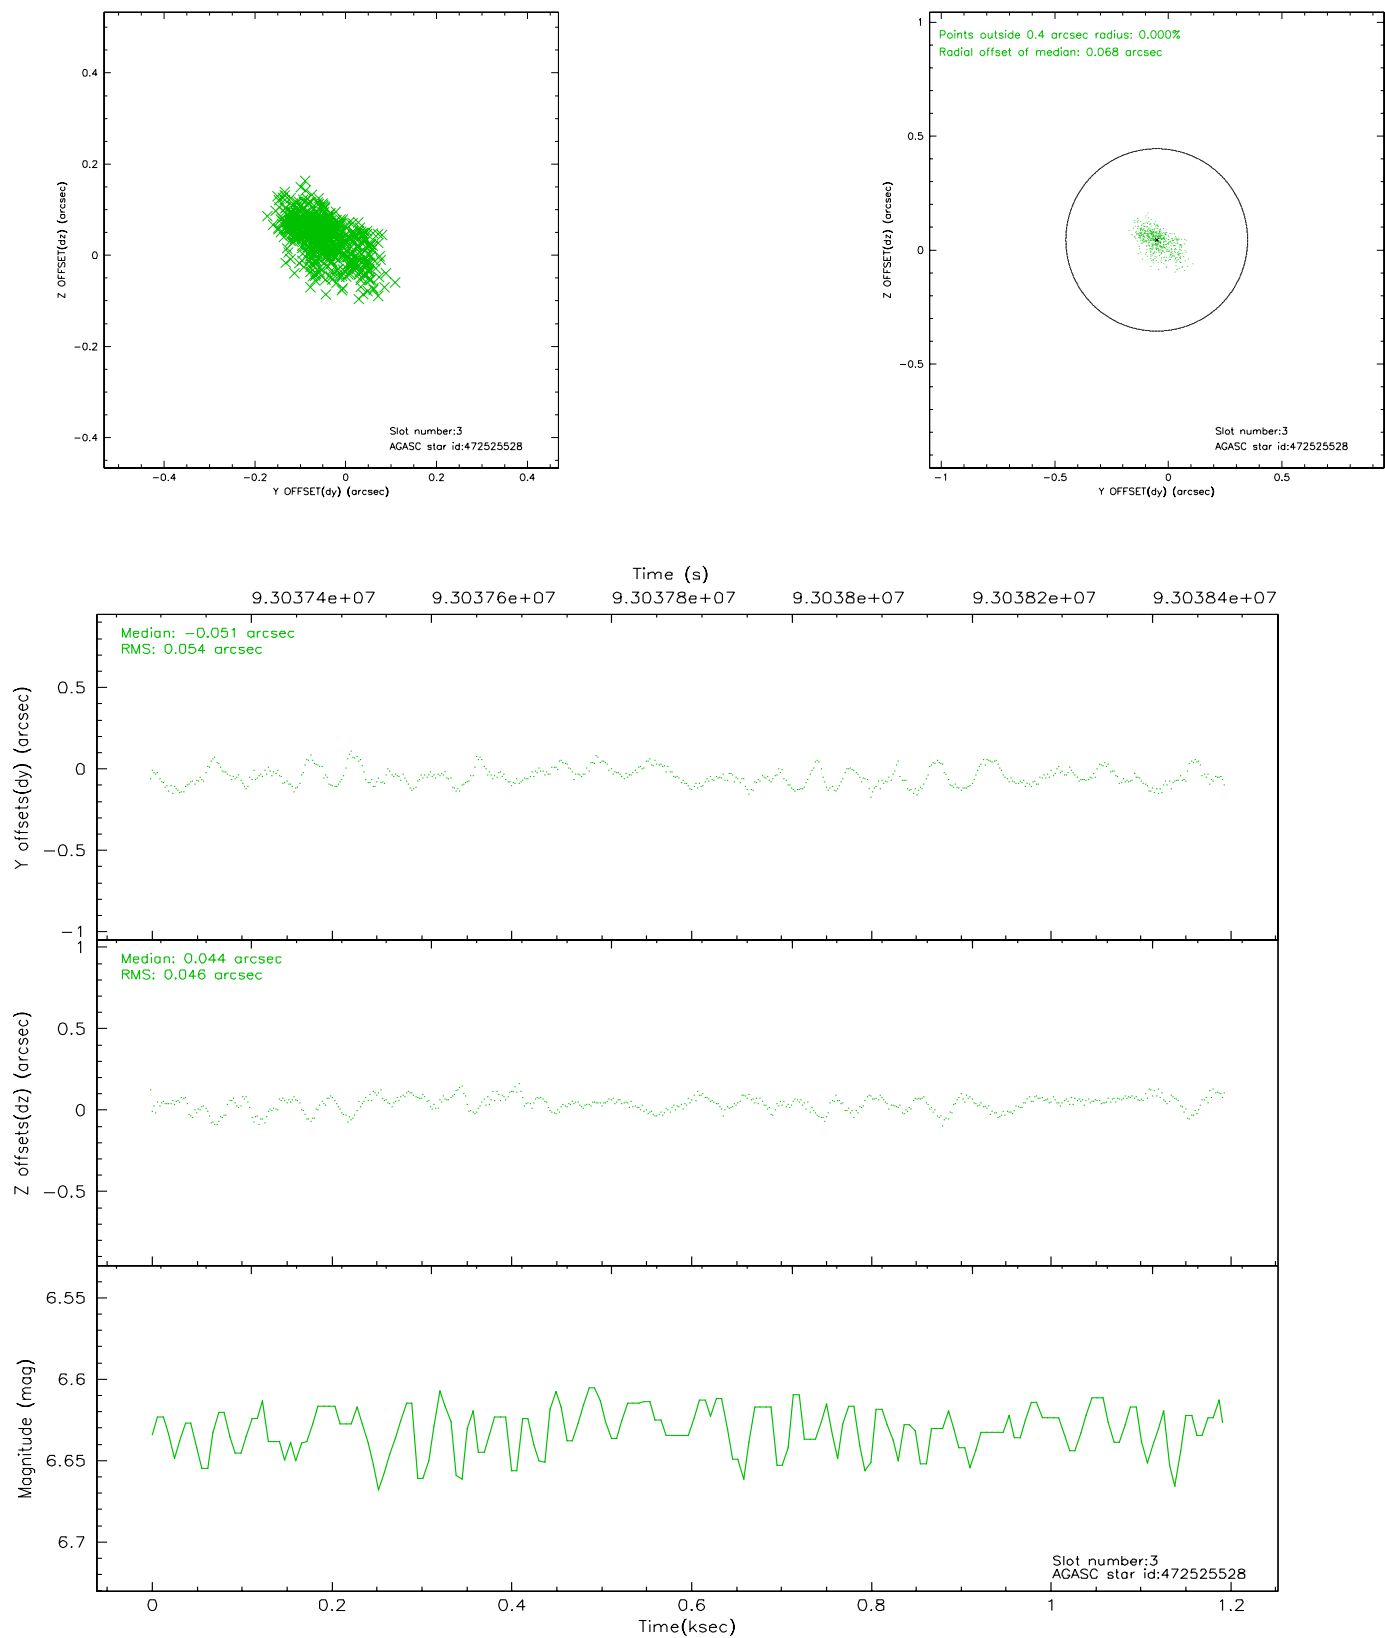 0.4
0.2
0
−0.2
−0.4
Z OFFSET(dz) (arcsec)
Slot number:3
AGASC star id:472525528
−0.4 −0.2 0 0.2 0.4
Y OFFSET(dy) (arcsec)
Points outside 0.4 arcsec radius: 0.000%
Radial offset of median: 0.068 arcsec
1
0.5
0
−0.5
Z OFFSET(dz) (arcsec)
Slot number:3
AGASC star id:472525528
−1 −0.5 0 0.5
Y OFFSET(dy) (arcsec)
Time (s)
9.30374e+07 9.30376e+07 9.30378e+07 9.3038e+07 9.30382e+07 9.30384e+07
Median: −0.051 arcsec
RMS: 0.054 arcsec
0.5
0
−0.5
−1
Y offsets(dy) (arcsec)
Median: 0.044 arcsec
RMS: 0.046 arcsec
1
0.5
0
−0.5
Z offsets(dz) (arcsec)
6.55
6.6
6.65
6.7
Magnitude (mag)
Slot number:3
AGASC star id:472525528
0 0.2 0.4 0.6 0.8 1 1.2
Time(ksec)